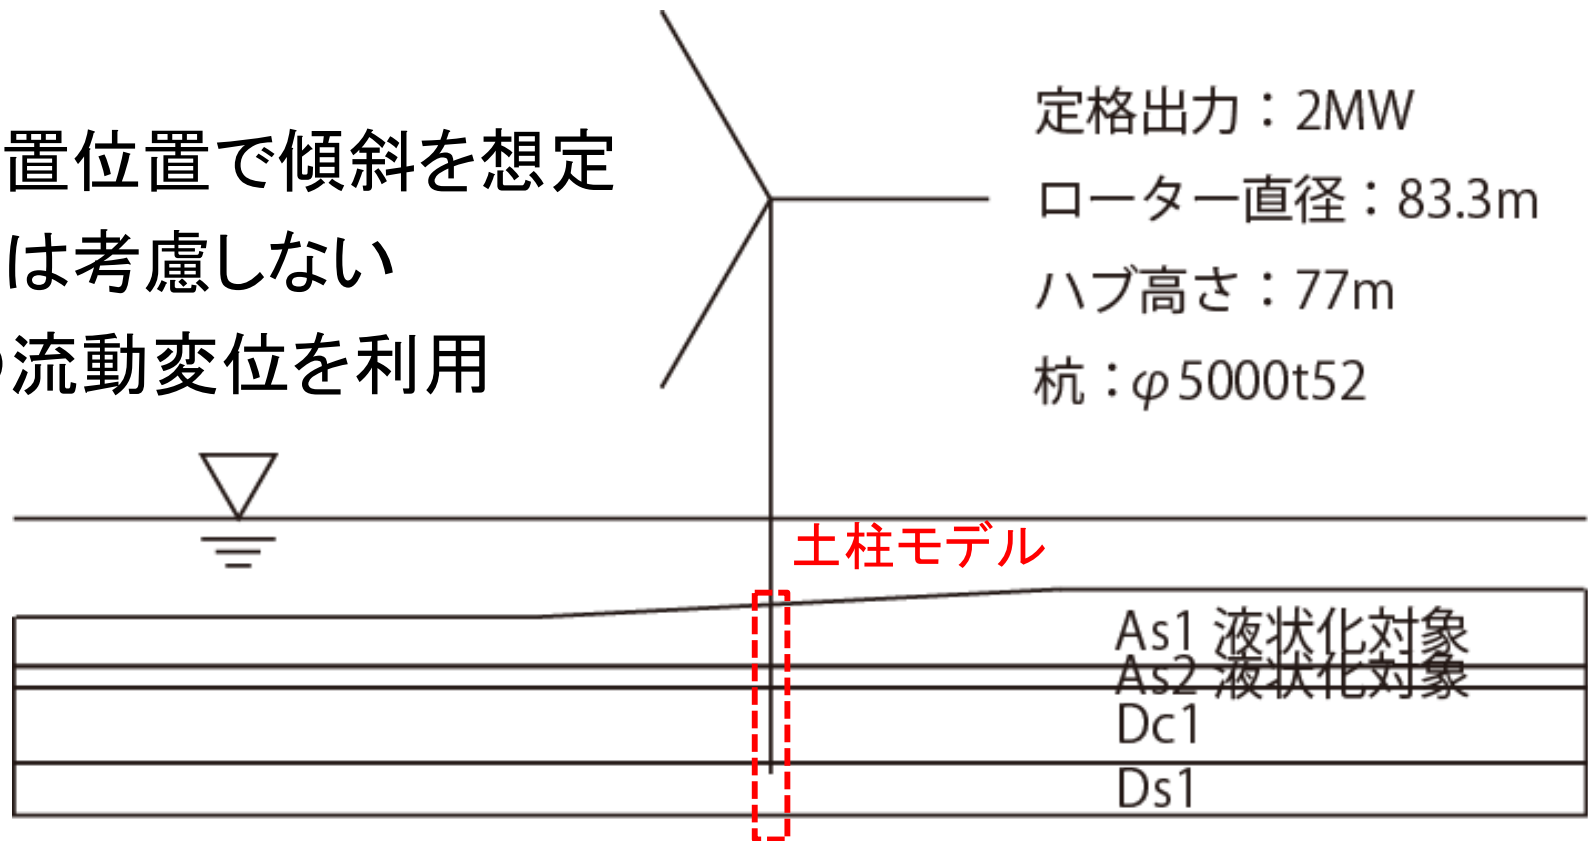 置位置で傾斜を想定
は考慮しない
流動変位を利用
定格出力：2MW
ローター直径：83.3m
ハブ高さ：77m
杭：φ5000t52
土柱モデル
As1 液状化対象
As2 液状化対象
Dc1
Ds1